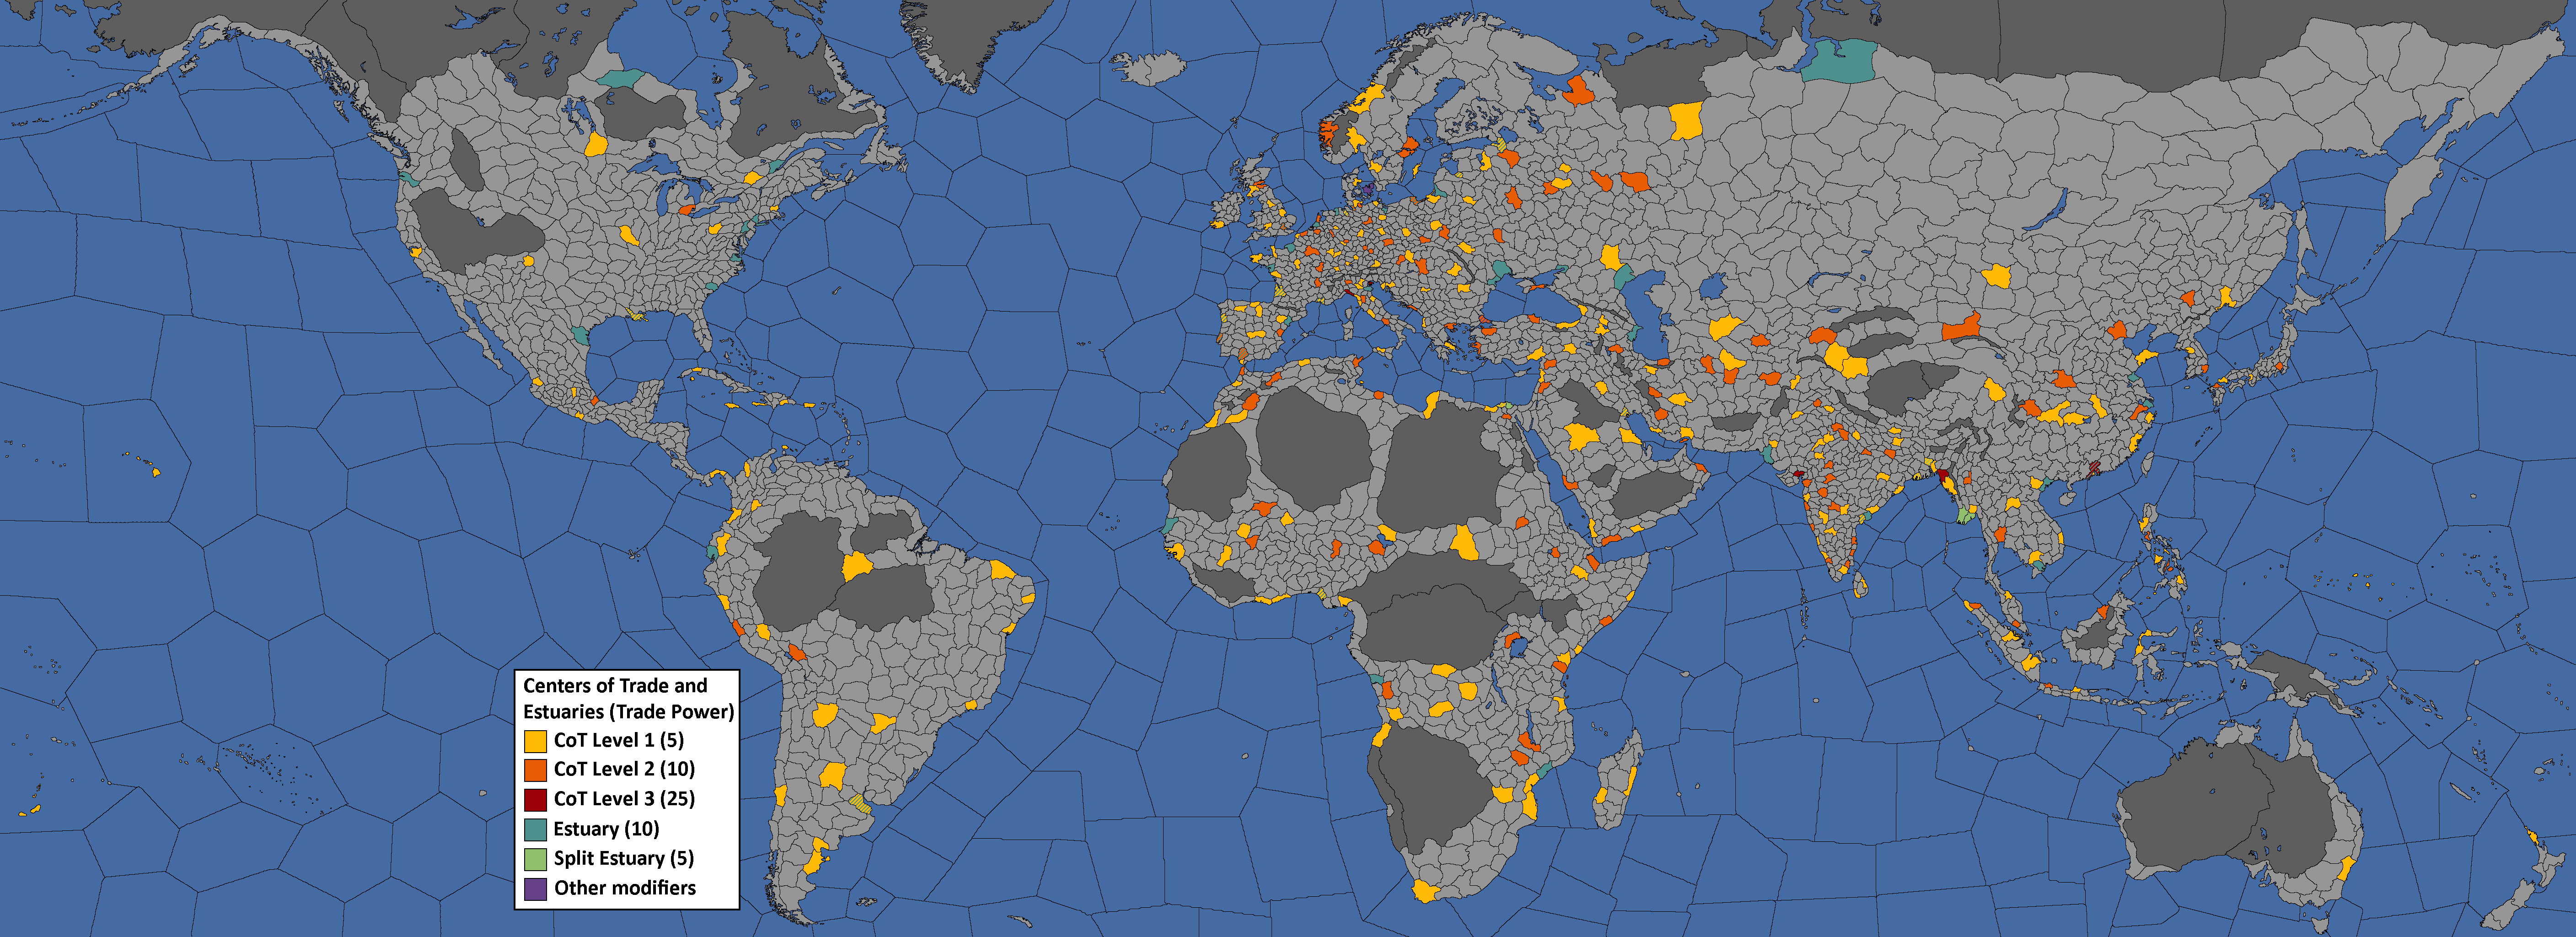 Centers of Trade and
Estuaries (Trade Power)
CoT Level 1 (5)
CoT Level 2 (10)
CoT Level 3 (25)
Estuary (10)
Split Estuary (5)
Other modifiers